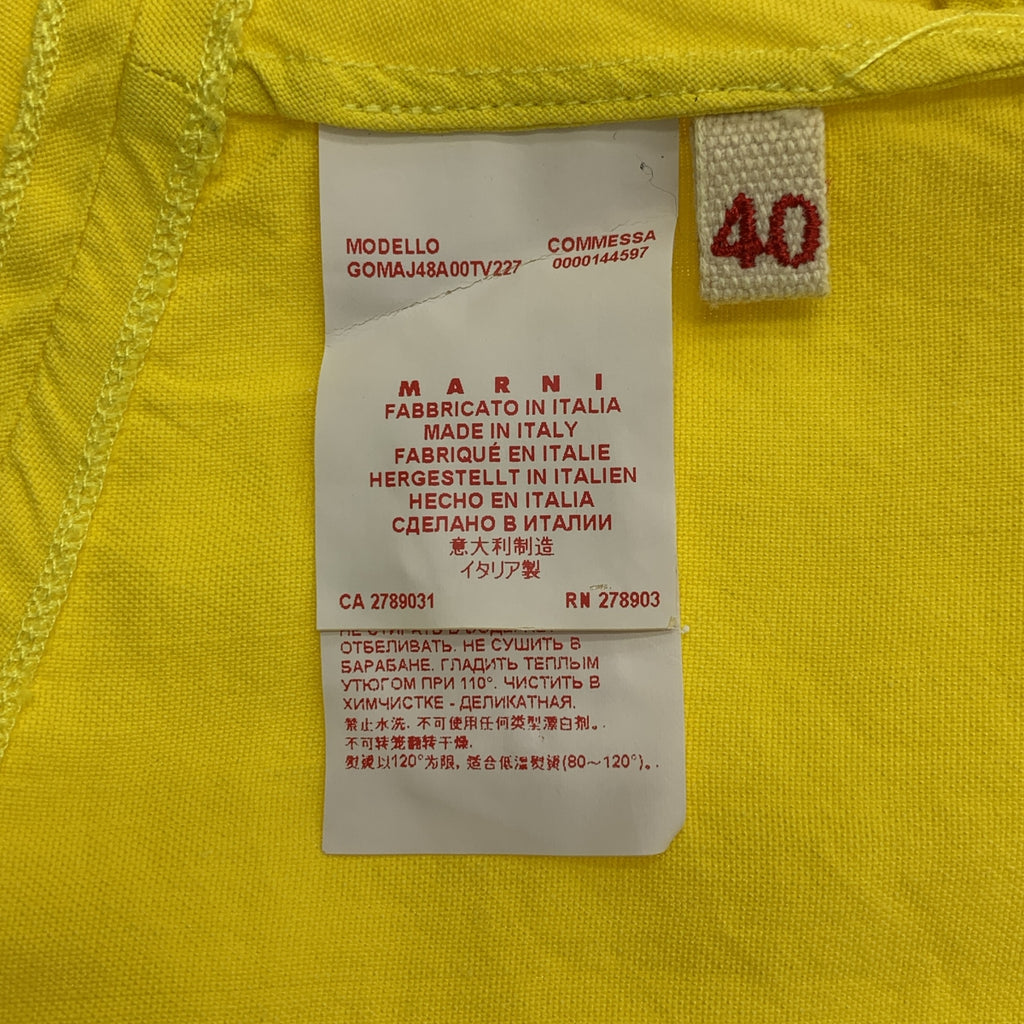 MODELLO
COMMESSA
GOMAJ48A00TV227
0000144597
40
MARNI
FABBRICATO IN ITALIA
MADE IN ITALY
FABRIQUÉ EN ITALIE
HERGESTELLT IN ITALIEN
HECHO EN ITALIA
СДЕЛАНО В ИТАЛИИ
意大利制造
イタリア製
CA 2789031
RN 278903
ОТБЕЛИВАТЬ. НЕ СУШИТЬ В
БАРАБАНЕ. ГЛАДИТЬ ТЕПЛЫМ
УТЮГОМ ПРИ 110°. ЧИСТИТЬ В
ХИМЧИСТКЕ - ДЕЛИКАТНАЯ.
禁止水洗. 不可使用任何类型漂白剂。.
不可转笼翻转干燥.
熨烫以120°为限, 适合低温熨烫(80～120°)。.